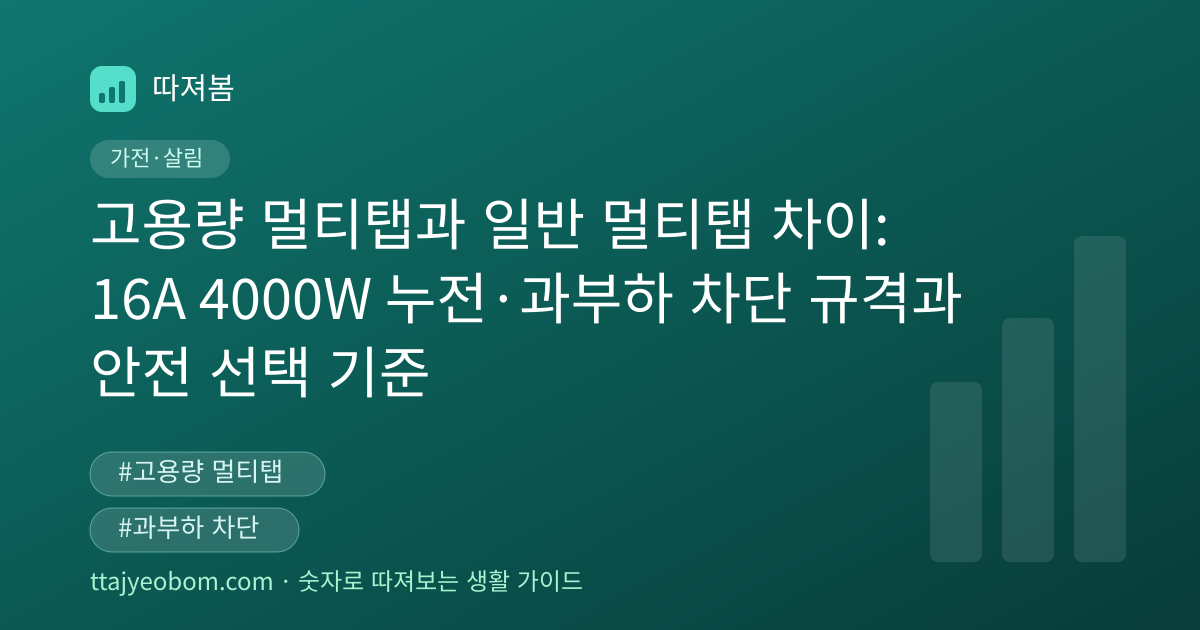 따져봄
가전·살림
고용량 멀티탭과 일반 멀티탭 차이:
16A 4000W 누전·과부하 차단 규격과
안전 선택 기준
#고용량 멀티탭
#과부하 차단
ttajyeobom.com · 숫자로 따져보는 생활 가이드